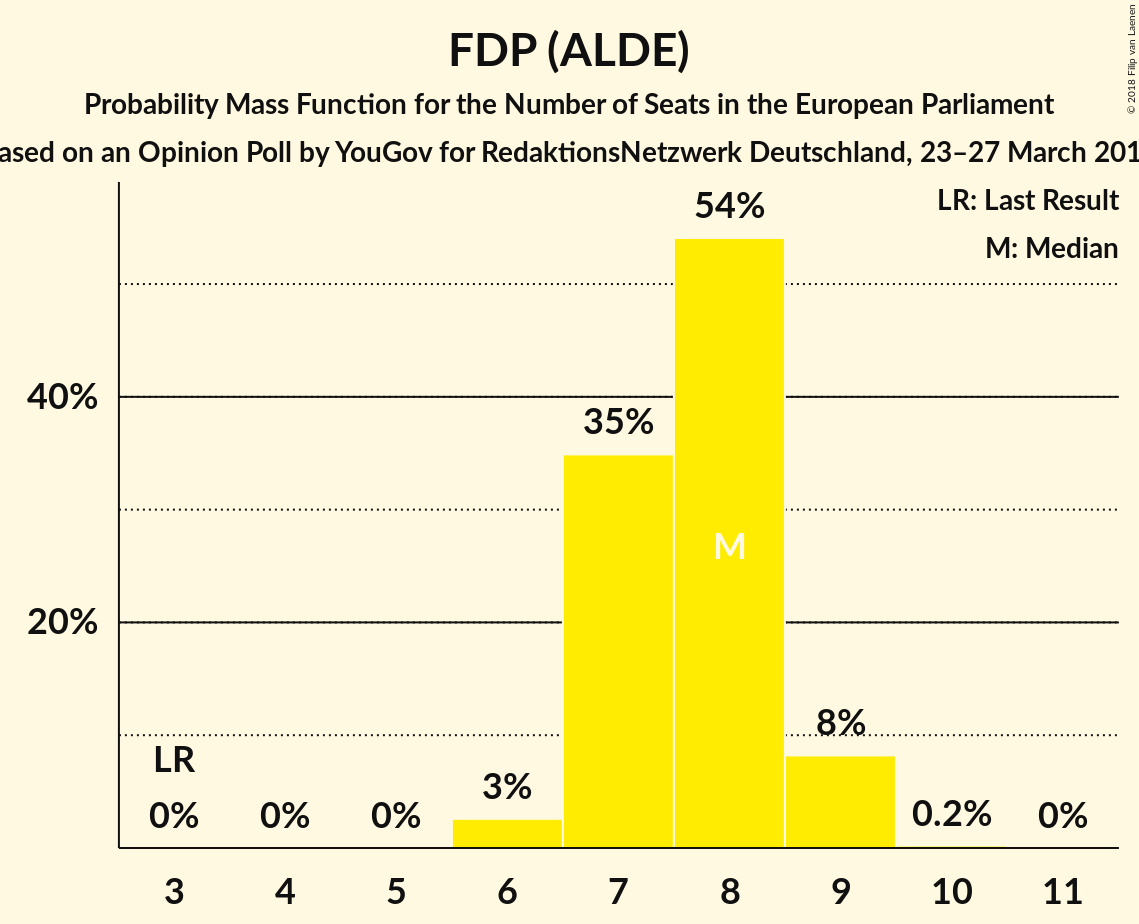 FDP (ALDE)
Probability Mass Function for the Number of Seats in the European Parliament
ased on an Opinion Poll by YouGov for RedaktionsNetzwerk Deutschland, 23–27 March 201
© 2018 Filip van Laenen
LR: Last Result
M: Median
54%
40%
35%
M
20%
8%
LR
3%
0% 0% 0% 0.2% 0%
3 4 5 6 7 8 9 10 11